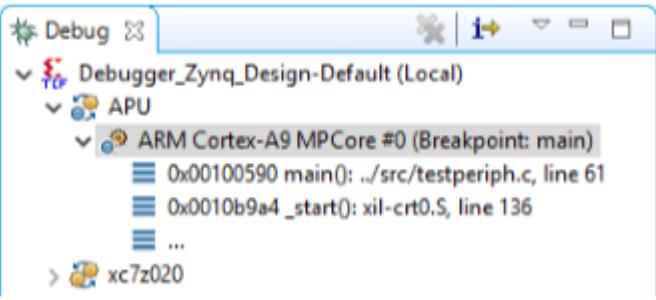 Debug
i
TCF
Debugger_Zynq_Design-Default (Local)
APU
ARM Cortex-A9 MPCore #0 (Breakpoint: main)
0x00100590 main(): ../src/testperiph.c, line 61
0x0010b9a4 _start(): xil-crt0.S, line 136
...
xc7z020